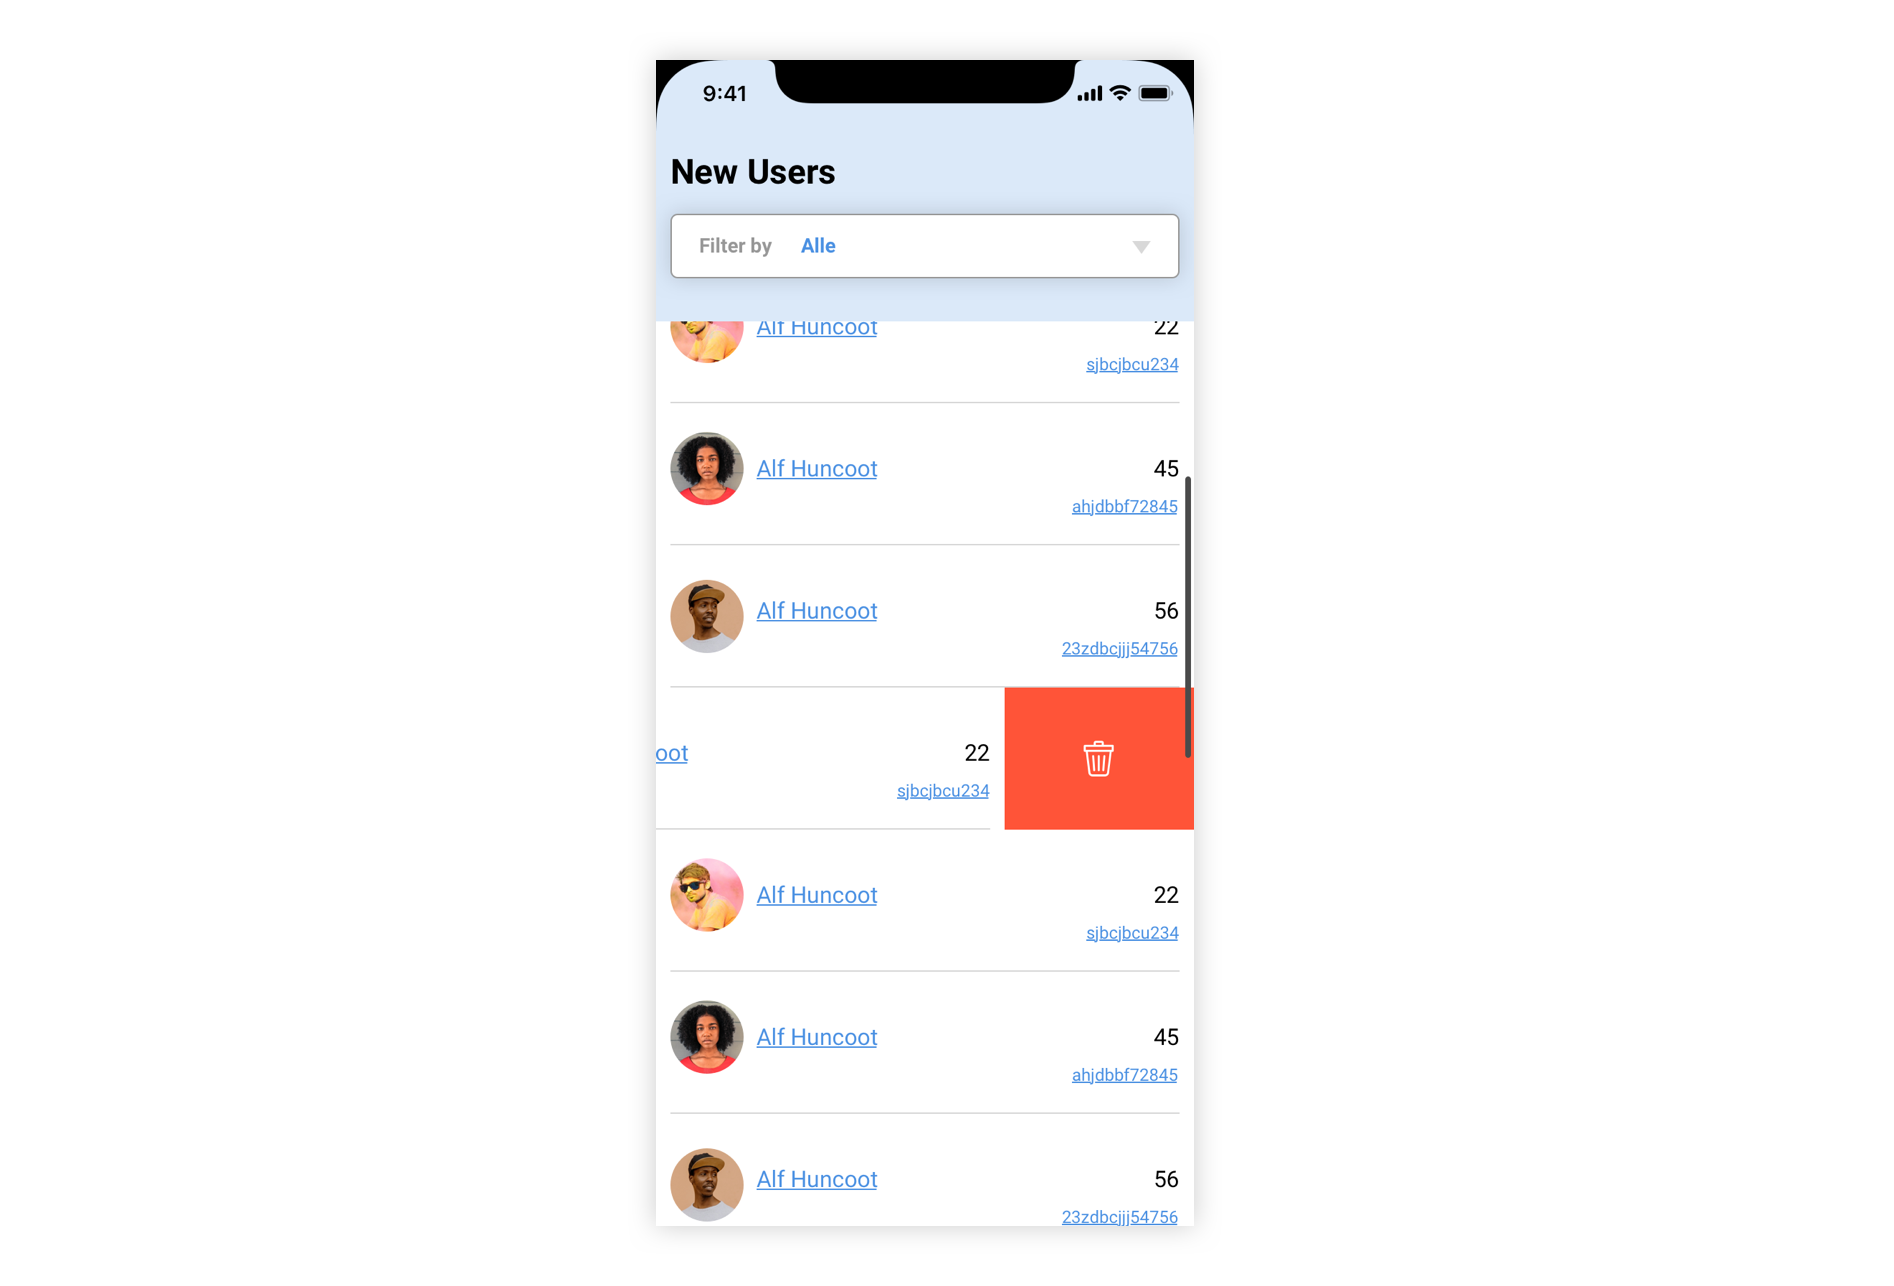 9:41
New Users
Filter by Alle
Alf Huncoot 22
sjbcjbcu234
Alf Huncoot 45
ahjdbbf72845
Alf Huncoot 56
23zdbcjjj54756
oot 22
sjbcjbcu234
Alf Huncoot 22
sjbcjbcu234
Alf Huncoot 45
ahjdbbf72845
Alf Huncoot 56
23zdbcjjj54756